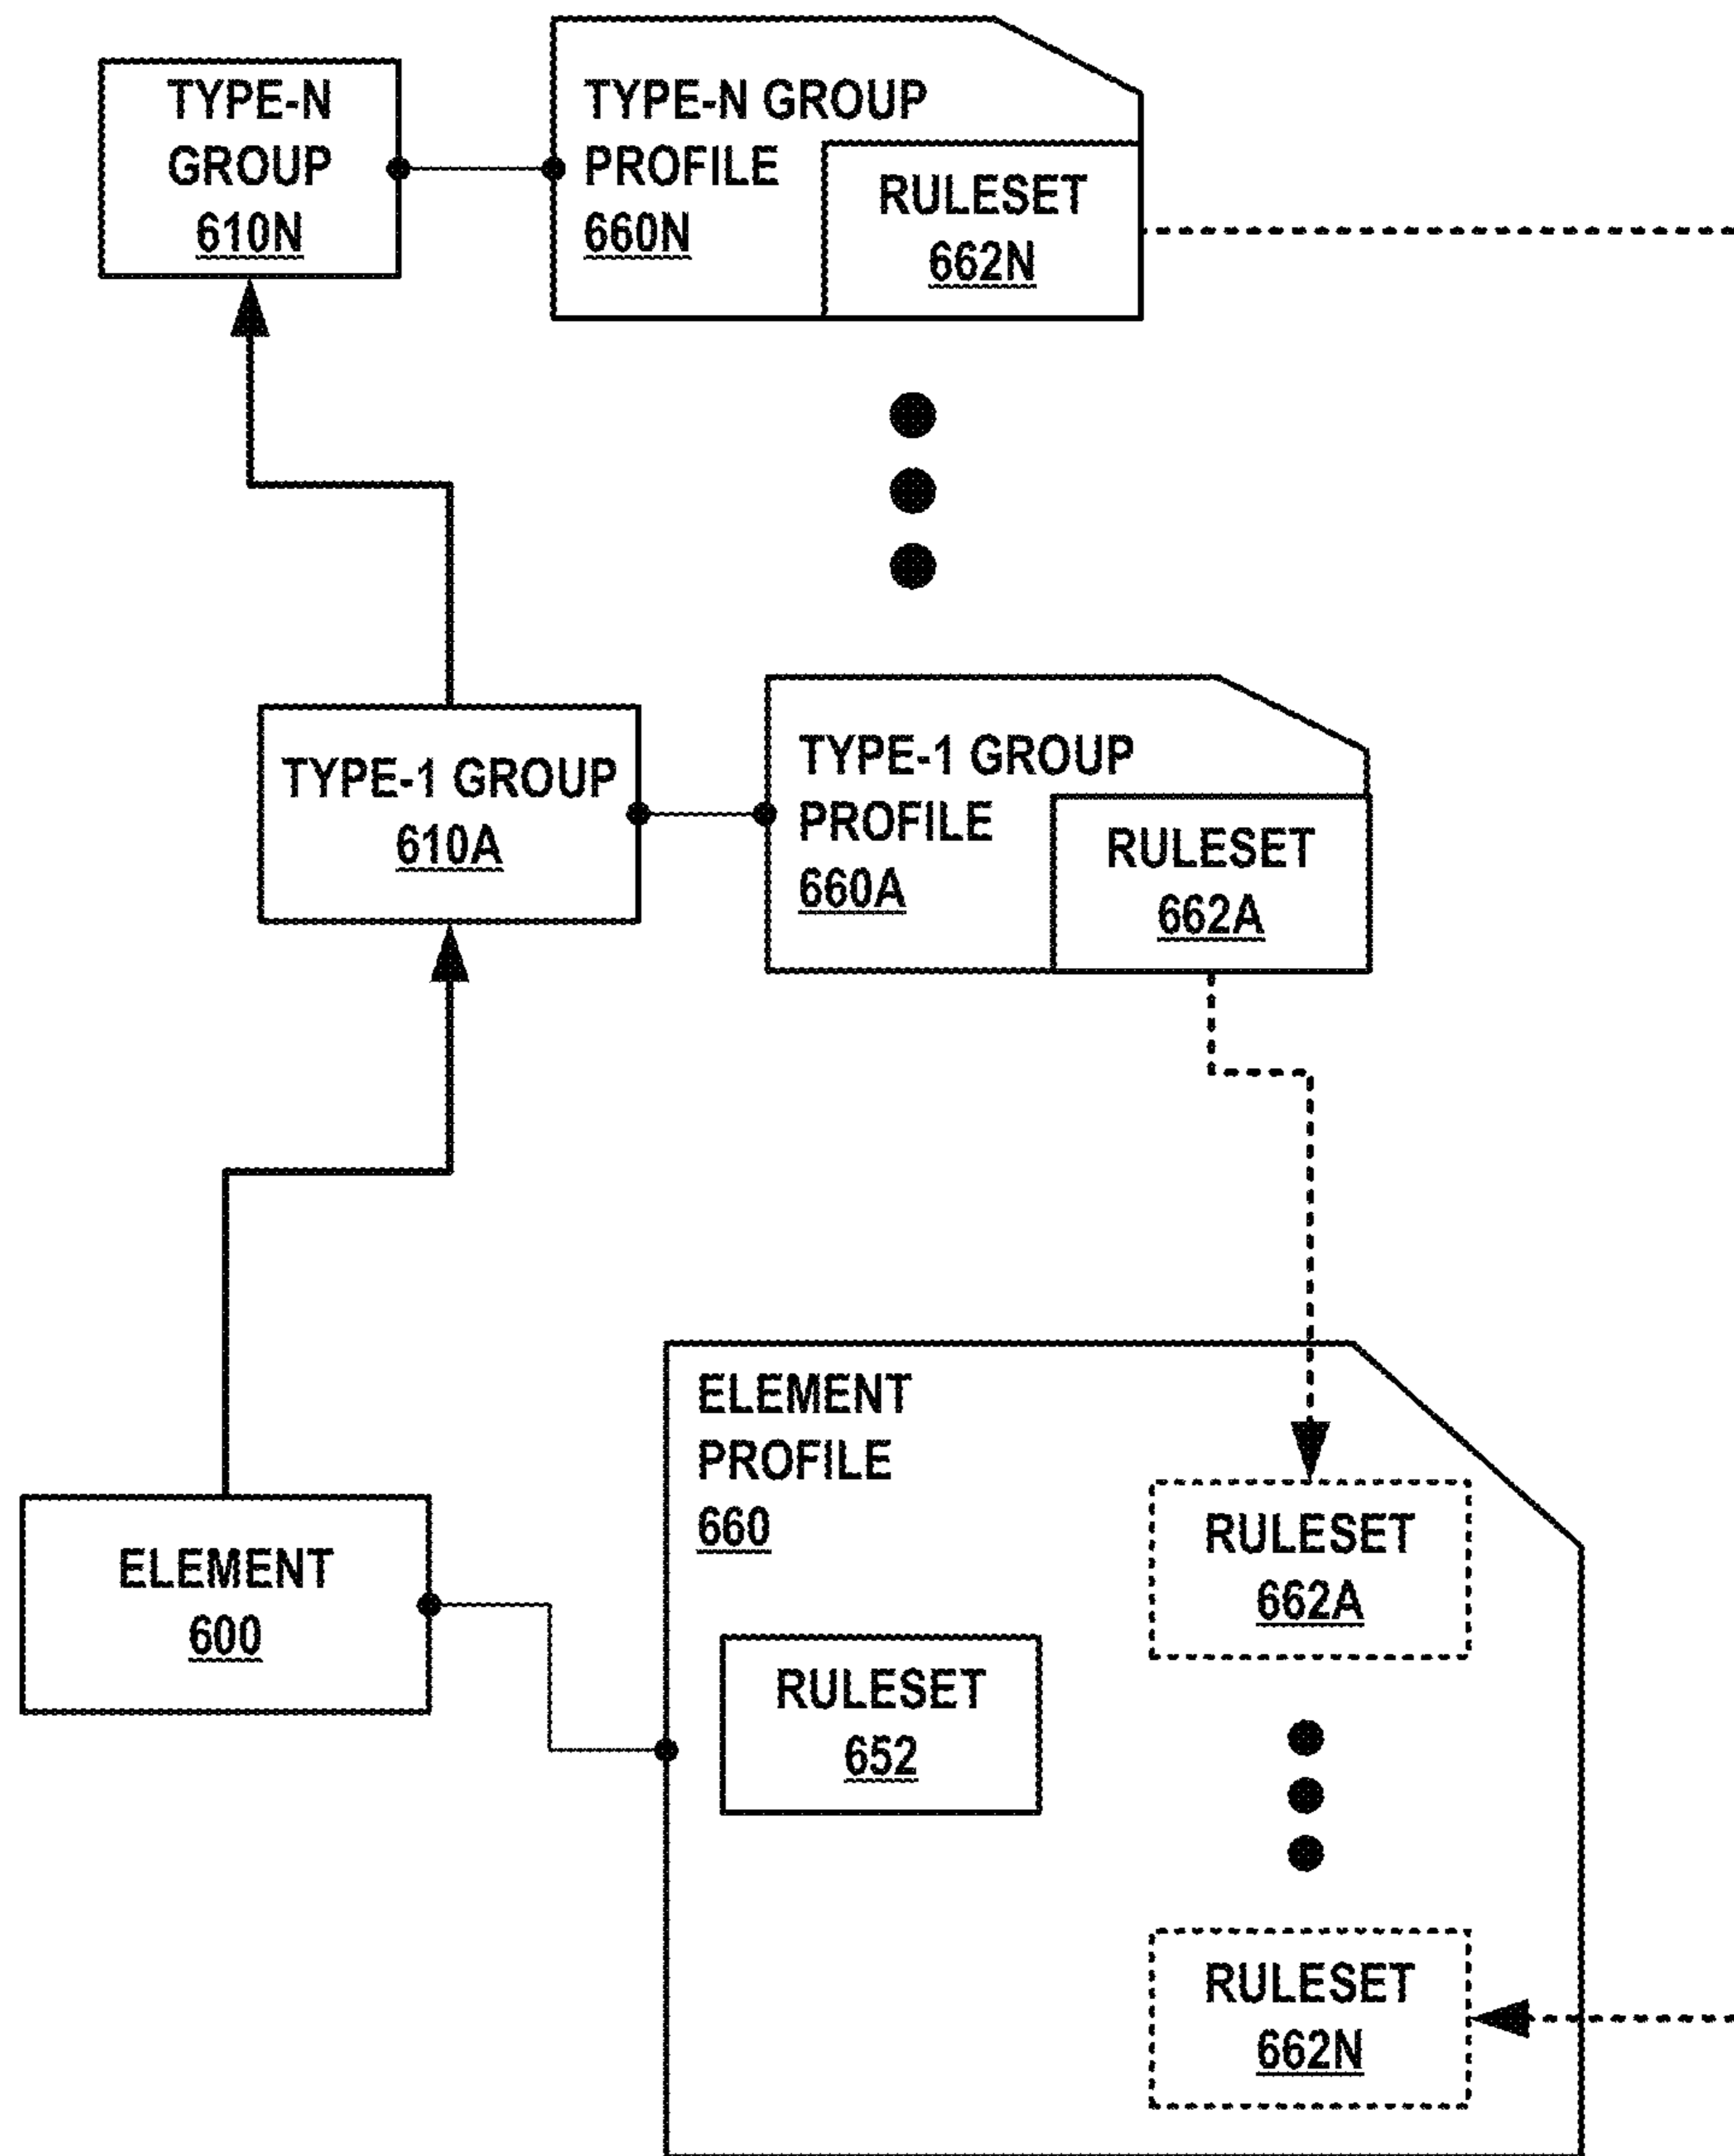 TYPE-N
GROUP
610N
TYPE-N GROUP
PROFILE
660N
RULESET
662N
TYPE-1 GROUP
610A
TYPE-1 GROUP
PROFILE
660A
RULESET
662A
ELEMENT
600
ELEMENT
PROFILE
660
RULESET
652
RULESET
662A
RULESET
662N